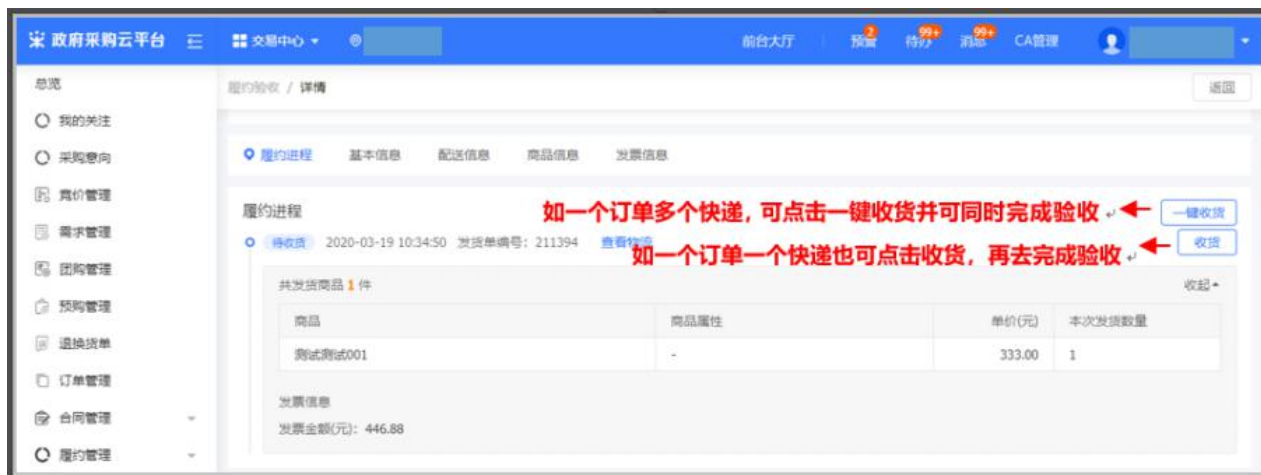 政府采购云平台 交易中心 前台大厅 预警 2 待办 99+ 消息 99+ CA管理
总览
履约验收 / 详情 返回
我的关注
采购意向
履约进程 基本信息 配送信息 商品信息 发票信息
竞价管理
履约进程 如一个订单多个快递，可点击一键收货并可同时完成验收 一键收货
需求管理
待收货 2020-03-19 10:34:50 发货单编号：211394 查看物流 收货
如一个订单一个快递也可点击收货，再去完成验收
团购管理
共发货商品 1 件 收起
预购管理
商品 商品属性 单价(元) 本次发货数量
退换货单
测试测试001 - 333.00 1
订单管理
发票信息
合同管理
发票金额(元)：446.88
履约管理